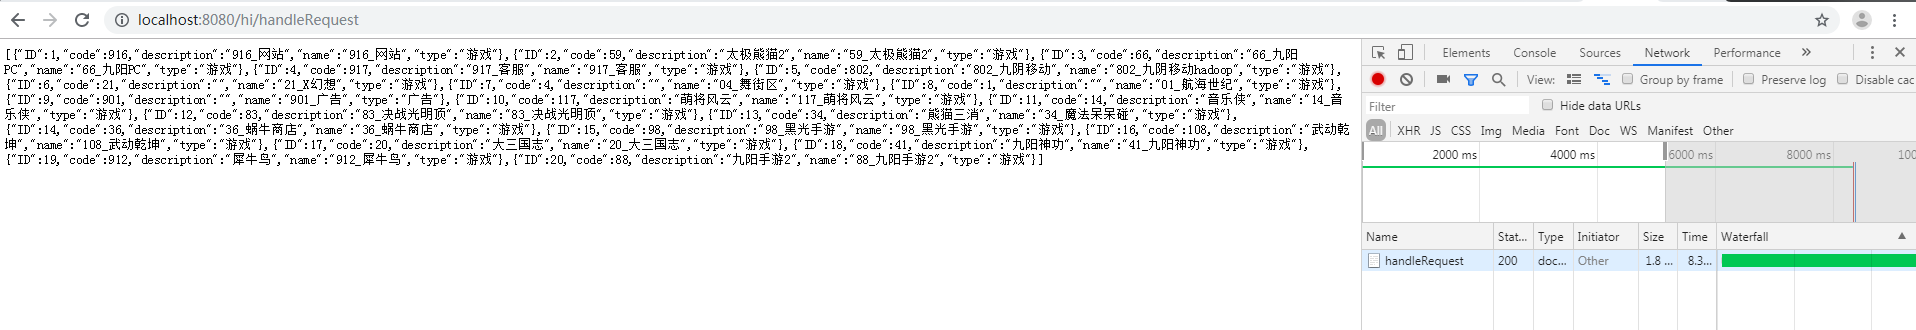 localhost:8080/hi/handleRequest
[{"ID":1,"code":916,"description":"916_网站","name":"916_网站","type":"游戏"},{"ID":2,"code":59,"description":"太极熊猫2","name":"59_太极熊猫2","type":"游戏"},{"ID":3,"code":66,"description":"66_九阳
PC","name":"66_九阳PC","type":"游戏"},{"ID":4,"code":917,"description":"917_客服","name":"917_客服","type":"游戏"},{"ID":5,"code":802,"description":"802_九阴移动","name":"802_九阴移动hadoop","type":"游戏"},
{"ID":6,"code":21,"description":"","name":"21_X幻想","type":"游戏"},{"ID":7,"code":4,"description":"","name":"04_舞街区","type":"游戏"},{"ID":8,"code":1,"description":"","name":"01_航海世纪","type":"游戏"},
{"ID":9,"code":901,"description":"","name":"901_广告","type":"广告"},{"ID":10,"code":117,"description":"萌将风云","name":"117_萌将风云","type":"游戏"},{"ID":11,"code":14,"description":"音乐侠","name":"14_音
乐侠","type":"游戏"},{"ID":12,"code":83,"description":"83_决战光明顶","name":"83_决战光明顶","type":"游戏"},{"ID":13,"code":34,"description":"熊猫三消","name":"34_魔法呆呆碰","type":"游戏"},
{"ID":14,"code":36,"description":"36_蜗牛商店","name":"36_蜗牛商店","type":"游戏"},{"ID":15,"code":98,"description":"98_黑光手游","name":"98_黑光手游","type":"游戏"},{"ID":16,"code":108,"description":"武动乾
坤","name":"108_武动乾坤","type":"游戏"},{"ID":17,"code":20,"description":"大三国志","name":"20_大三国志","type":"游戏"},{"ID":18,"code":41,"description":"九阳神功","name":"41_九阳神功","type":"游戏"},
{"ID":19,"code":912,"description":"犀牛鸟","name":"912_犀牛鸟","type":"游戏"},{"ID":20,"code":88,"description":"九阳手游2","name":"88_九阳手游2","type":"游戏"}]
Elements Console Sources Network Performance »
View: Group by frame Preserve log Disable cac
Filter Hide data URLs
All XHR JS CSS Img Media Font Doc WS Manifest Other
2000 ms 4000 ms 6000 ms 8000 ms 100
Name Stat... Type Initiator Size Time Waterfall
handleRequest 200 doc... Other 1.8 ... 8.3...